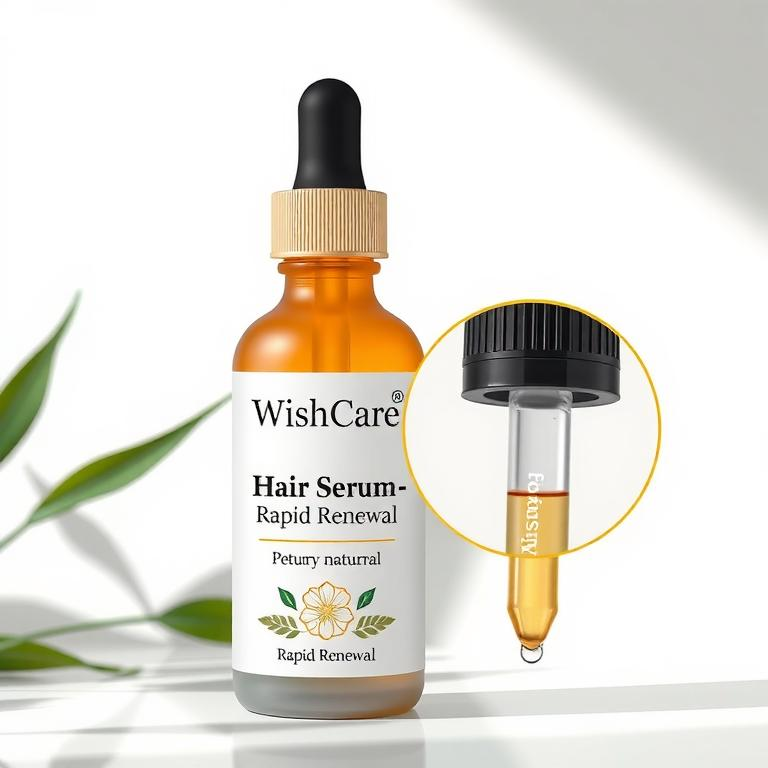 WishCare®
Hair Serum-
Rapid Renewal
Petury naturral
Rapid Renewal